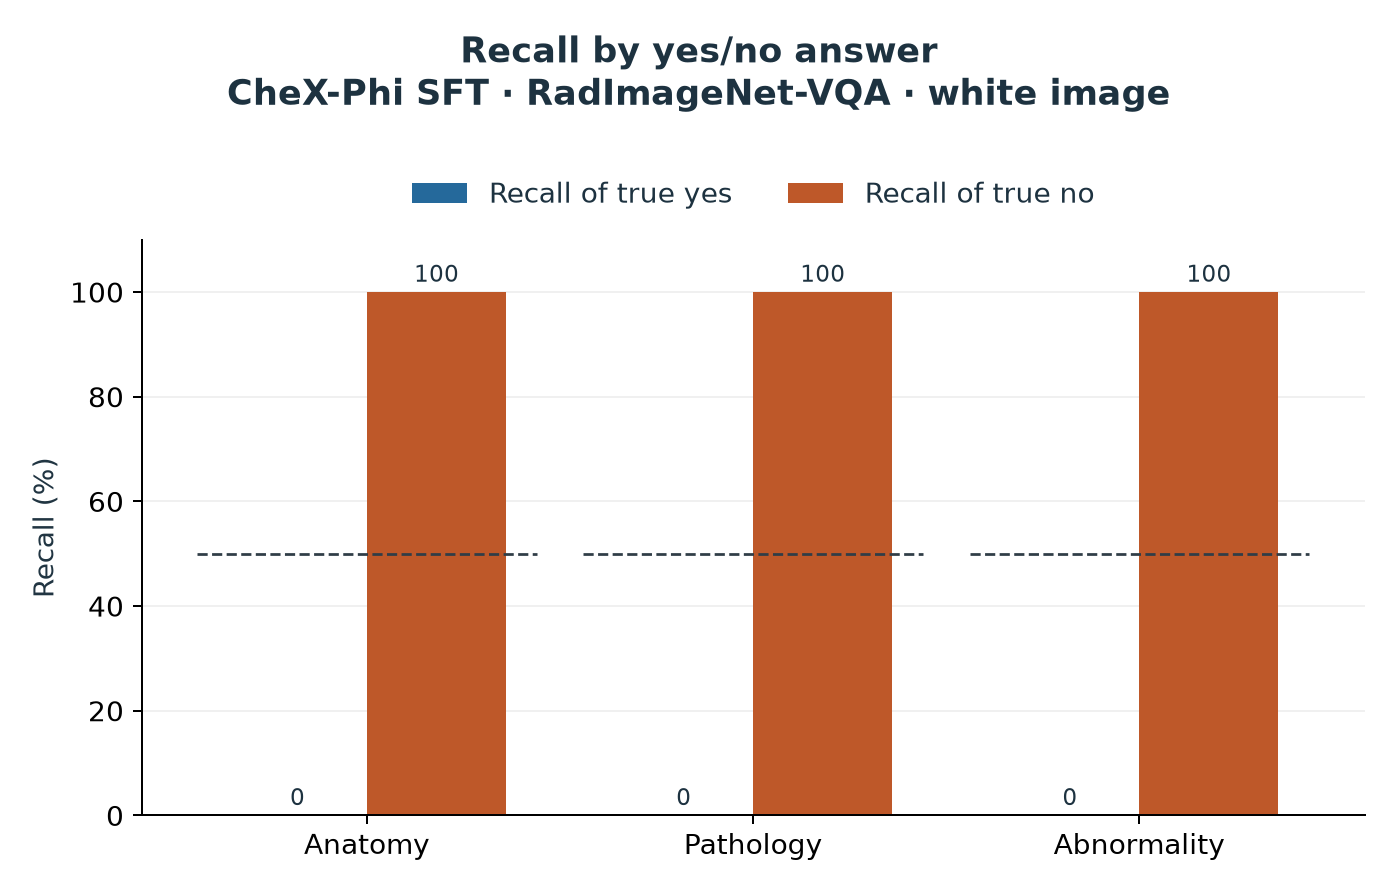 Recall by yes/no answer
CheX-Phi SFT · RadImageNet-VQA · white image
Recall of true yes
Recall of true no
Recall (%)
100
80
60
40
20
0
0
100
0
100
0
100
Anatomy
Pathology
Abnormality